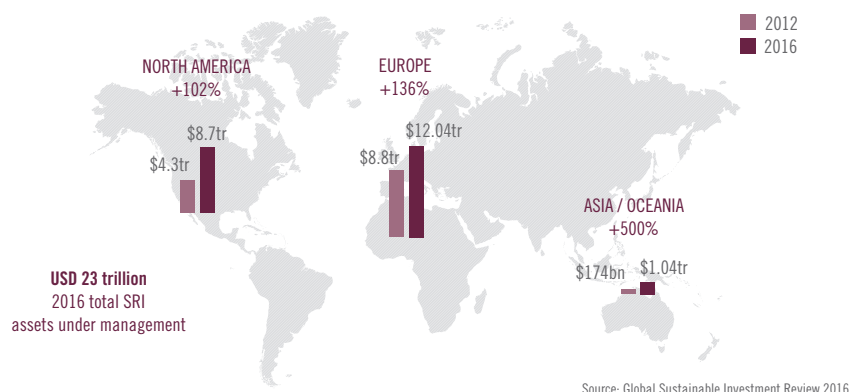 2012
2016
NORTH AMERICA
+102%
$4.3tr
$8.7tr
EUROPE
+136%
$8.8tr
$12.04tr
ASIA / OCEANIA
+500%
$174bn
$1.04tr
USD 23 trillion
2016 total SRI
assets under management
Source: Global Sustainable Investment Review 2016